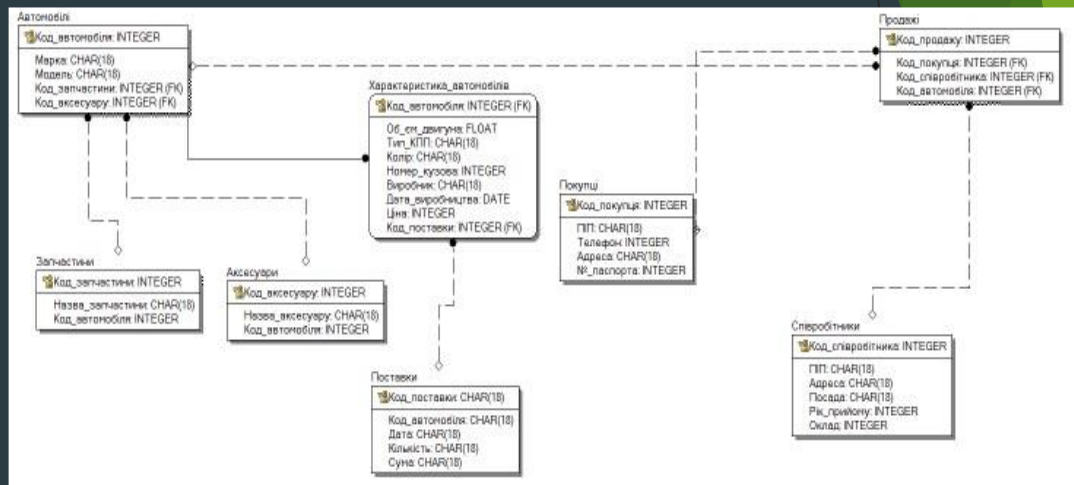 Автомобілі
Код_автомобіля: INTEGER
Марка: CHAR(18)
Модель: CHAR(18)
Код_запчастини: INTEGER (FK)
Код_аксесуару: INTEGER (FK)
Характеристика_автомобілів
Код_автомобіля: INTEGER (FK)
Об_єм_двигуна: FLOAT
Тип_КПП: CHAR(18)
Колір: CHAR(18)
Номер_кузова: INTEGER
Виробник: CHAR(18)
Дата_виробництва: DATE
Ціна: INTEGER
Код_поставки: INTEGER (FK)
Продажі
Код_продажу: INTEGER
Код_покупця: INTEGER (FK)
Код_співробітника: INTEGER (FK)
Код_автомобіля: INTEGER (FK)
Покупці
Код_покупця: INTEGER
ПІП: CHAR(18)
Телефон: INTEGER
Адреса: CHAR(18)
№_паспорта: INTEGER
Запчастини
Код_запчастини: INTEGER
Назва_запчастини: CHAR(18)
Код_автомобіля: INTEGER
Аксесуари
Код_аксесуару: INTEGER
Назва_аксесуару: CHAR(18)
Код_автомобіля: INTEGER
Поставки
Код_поставки: CHAR(18)
Код_автомобіля: CHAR(18)
Дата: CHAR(18)
Кількість: CHAR(18)
Сума: CHAR(18)
Співробітники
Код_співробітника: INTEGER
ПІП: CHAR(18)
Адреса: CHAR(18)
Посада: CHAR(18)
Рік_прийому: INTEGER
Оклад: INTEGER